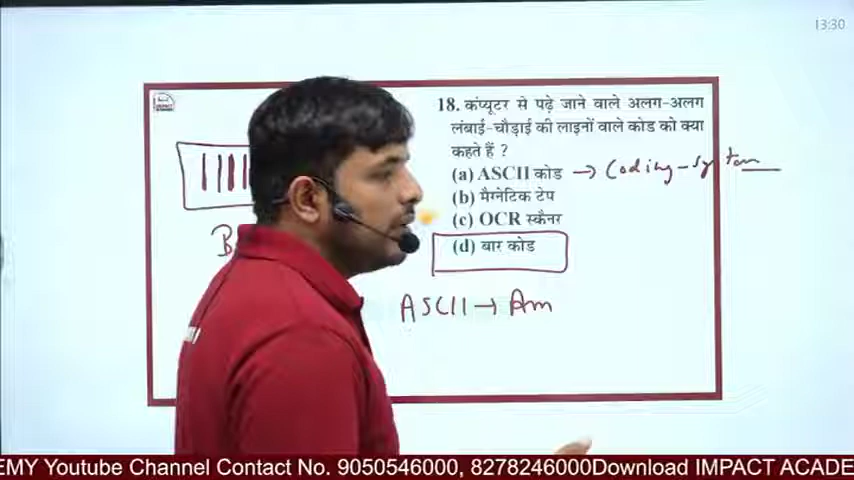 13:30
18. कंप्यूटर से पढ़े जाने वाले अलग-अलग
लंबाई-चौड़ाई की लाइनों वाले कोड को क्या
कहते हैं ?
(a) ASCII कोड → Coding-system
(b) मैग्नेटिक टेप
(c) OCR स्कैनर
(d) बार कोड
B
ASCII → Am
EMY Youtube Channel Contact No. 9050546000, 8278246000Download IMPACT ACADE